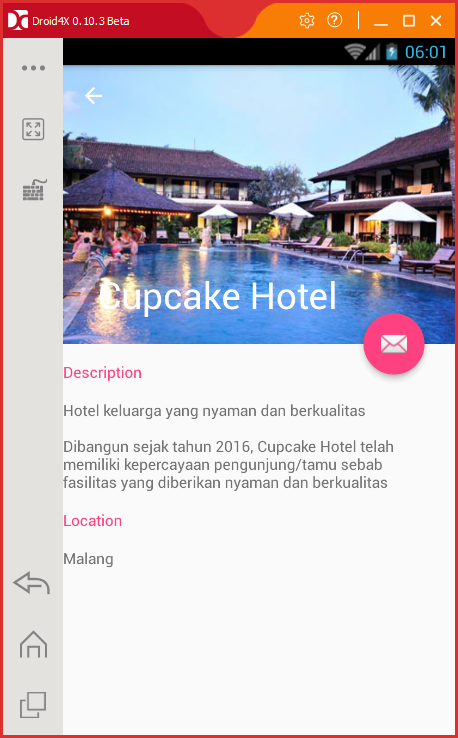 Droid4X 0.10.3 Beta
06:01
Cupcake Hotel
Description
Hotel keluarga yang nyaman dan berkualitas
Dibangun sejak tahun 2016, Cupcake Hotel telah
memiliki kepercayaan pengunjung/tamu sebab
fasilitas yang diberikan nyaman dan berkualitas
Location
Malang